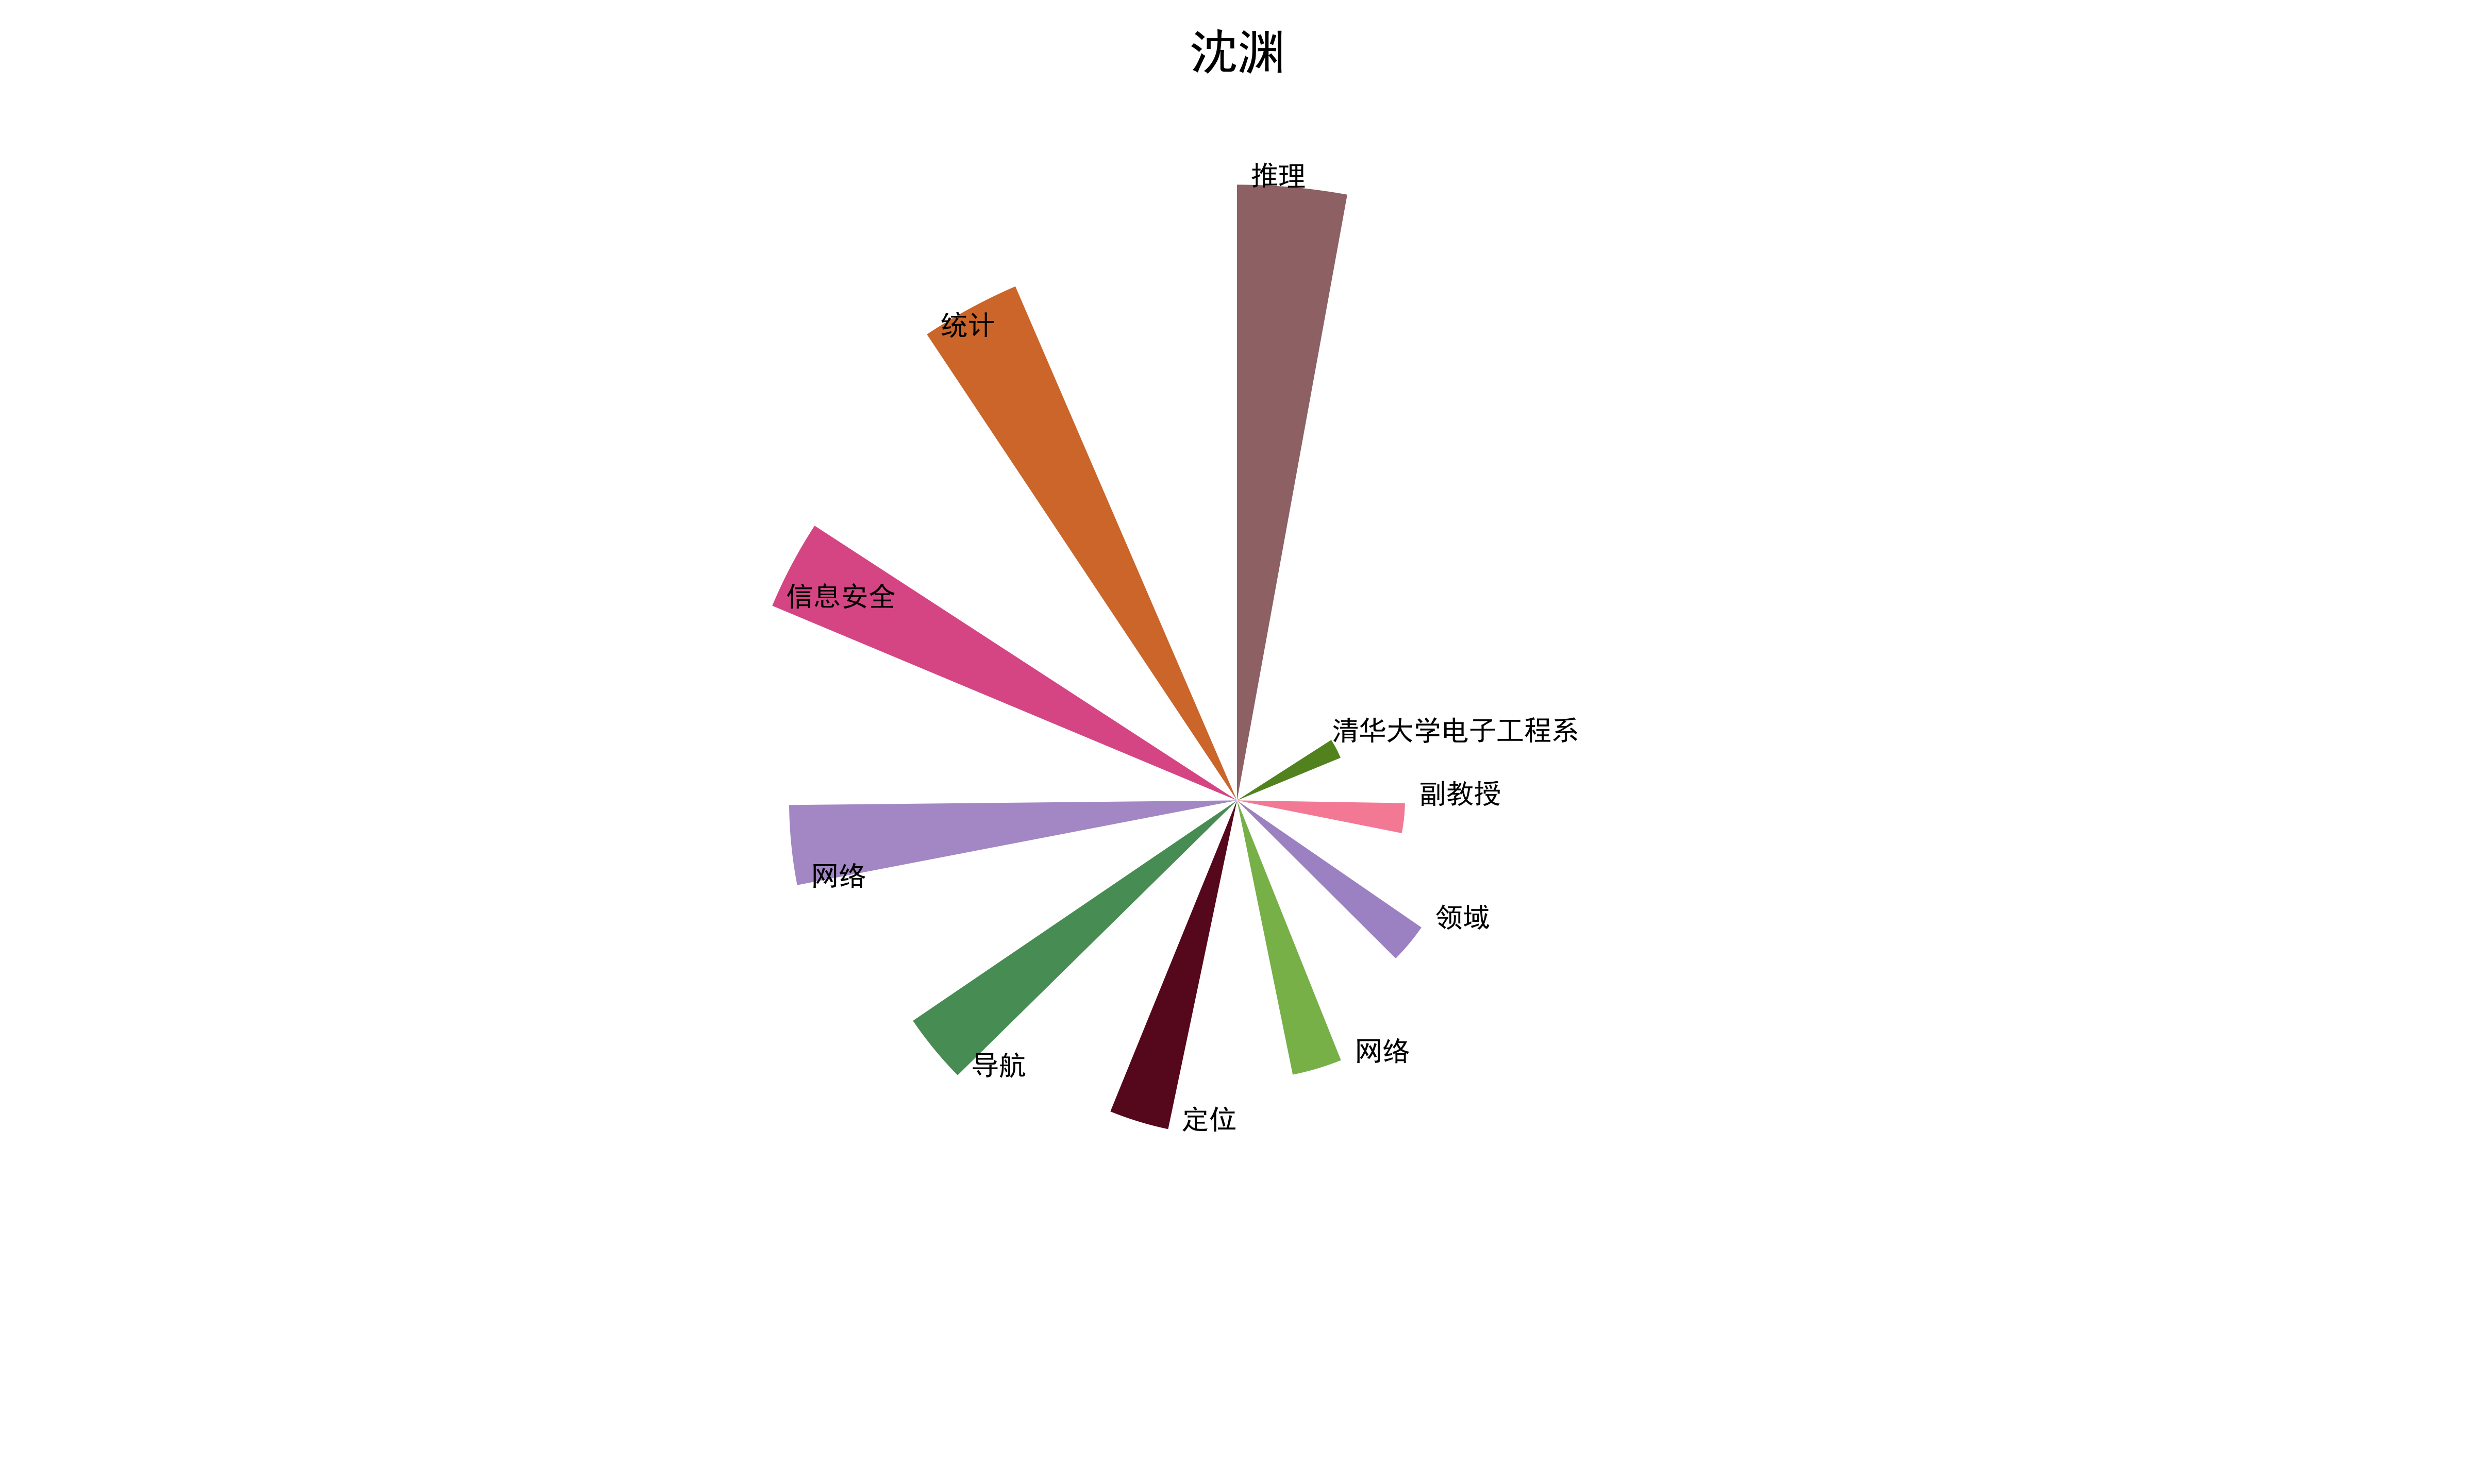 沈渊
推理
统计
信息安全
清华大学电子工程系
副教授
网络
领域
网络
导航
定位